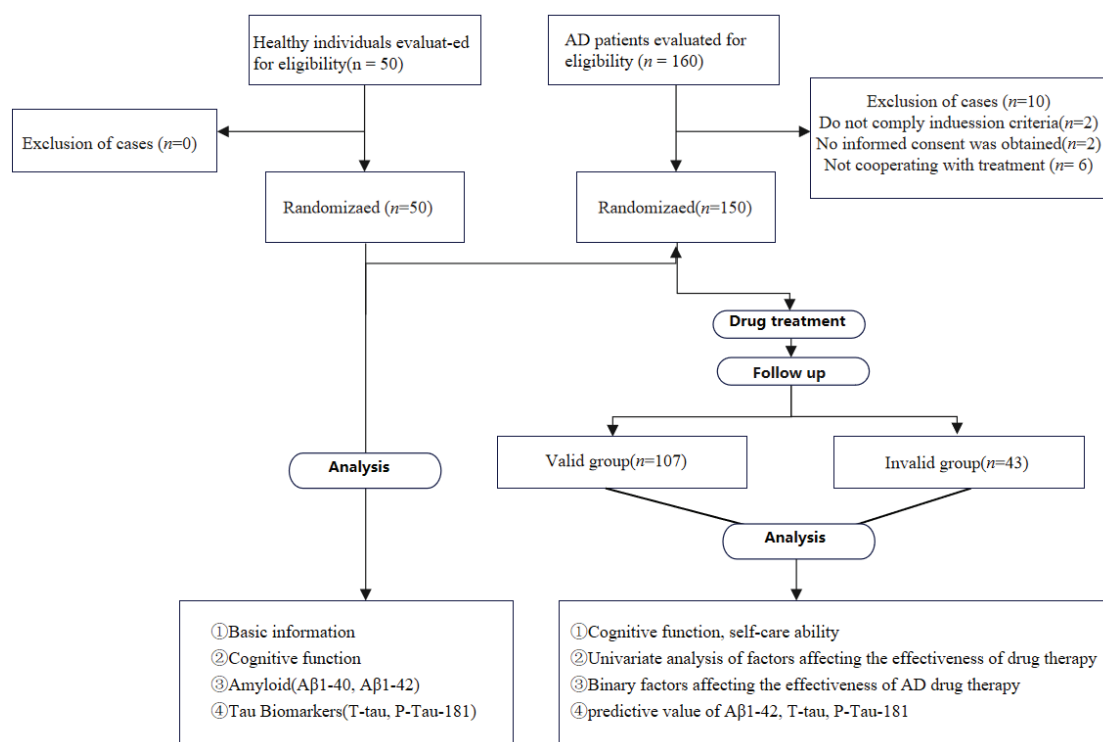 Healthy individuals evaluat-ed
for eligibility(n = 50)
AD patients evaluated for
eligibility (n = 160)
Exclusion of cases (n=0)
Exclusion of cases (n=10)
Do not comply induession criteria(n=2)
No informed consent was obtained(n=2)
Not cooperating with treatment (n= 6)
Randomizaed (n=50)
Randomizaed(n=150)
Drug treatment
Follow up
Valid group(n=107)
Invalid group(n=43)
Analysis
Analysis
①Basic information
②Cognitive function
③Amyloid(Aβ1-40, Aβ1-42)
④Tau Biomarkers(T-tau, P-Tau-181)
①Cognitive function, self-care ability
②Univariate analysis of factors affecting the effectiveness of drug therapy
③Binary factors affecting the effectiveness of AD drug therapy
④predictive value of Aβ1-42, T-tau, P-Tau-181